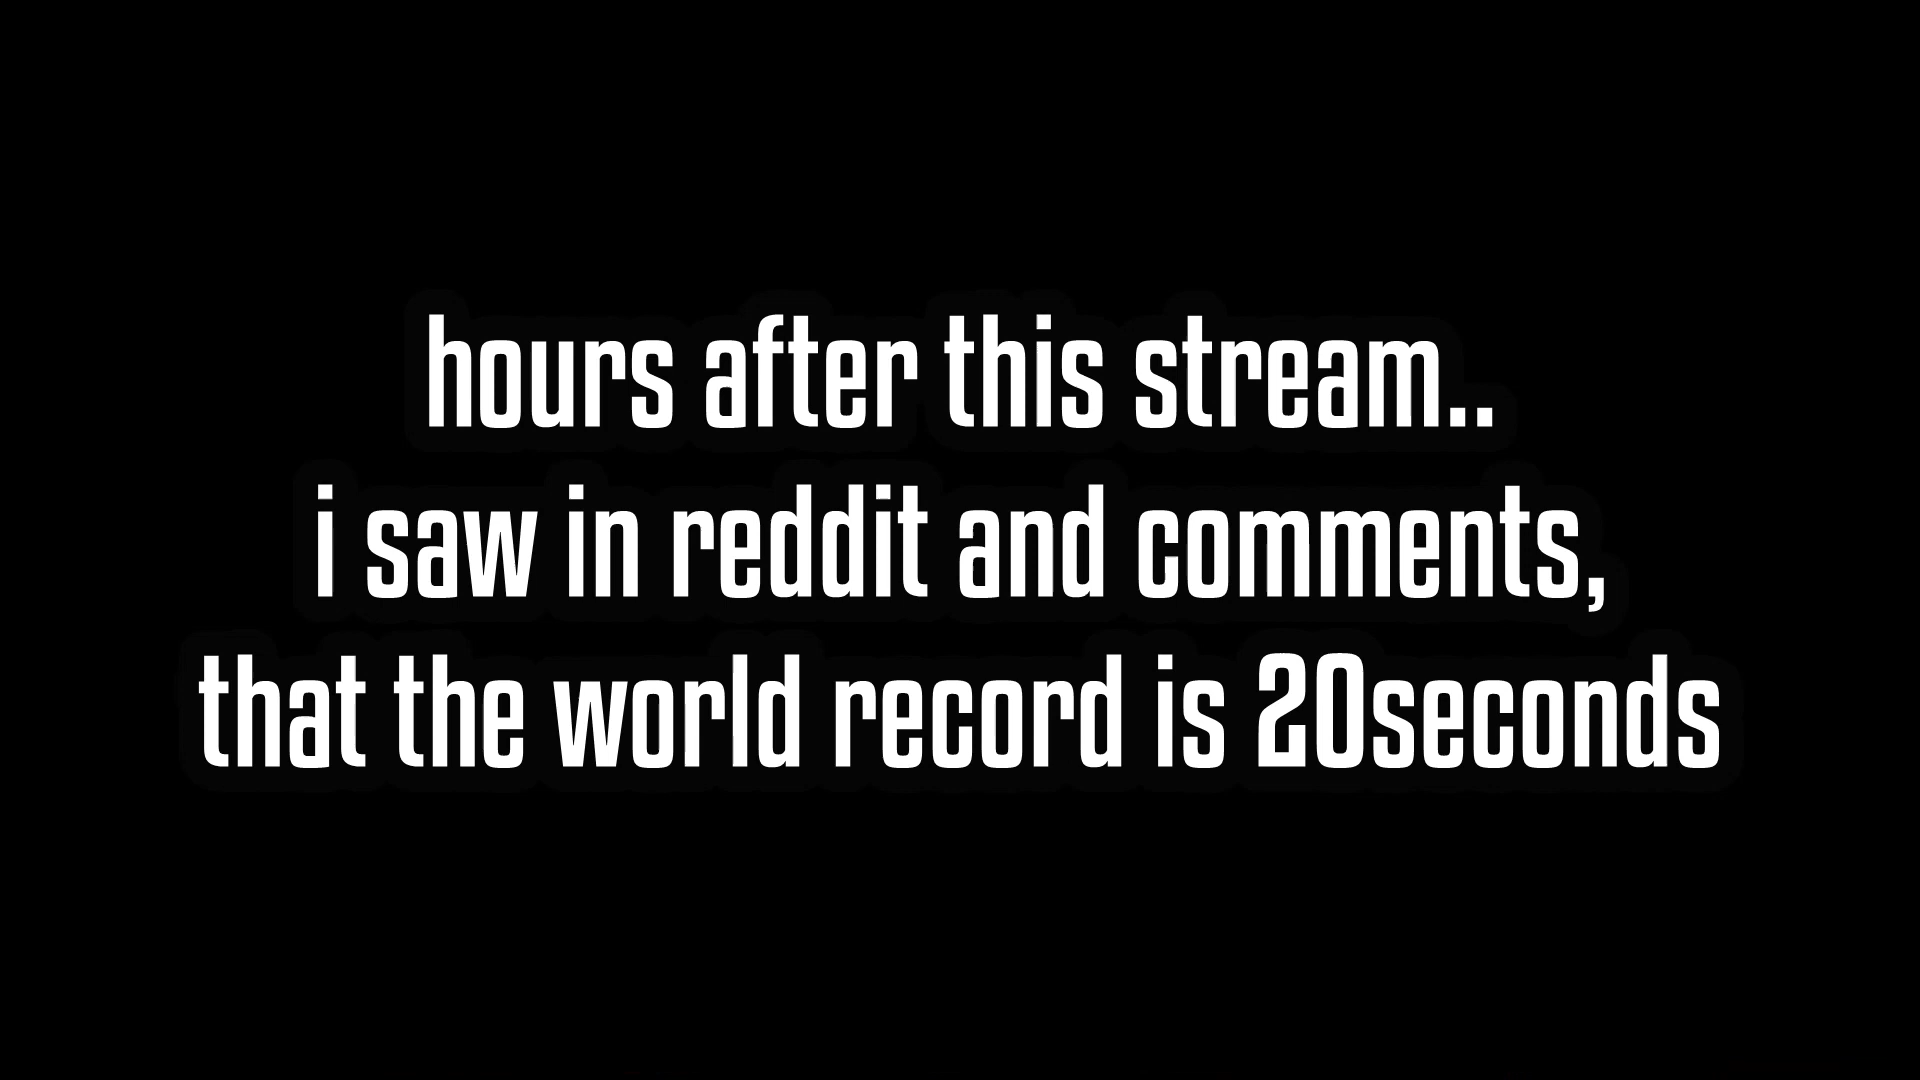 hours after this stream..
i saw in reddit and comments,
that the world record is 20seconds